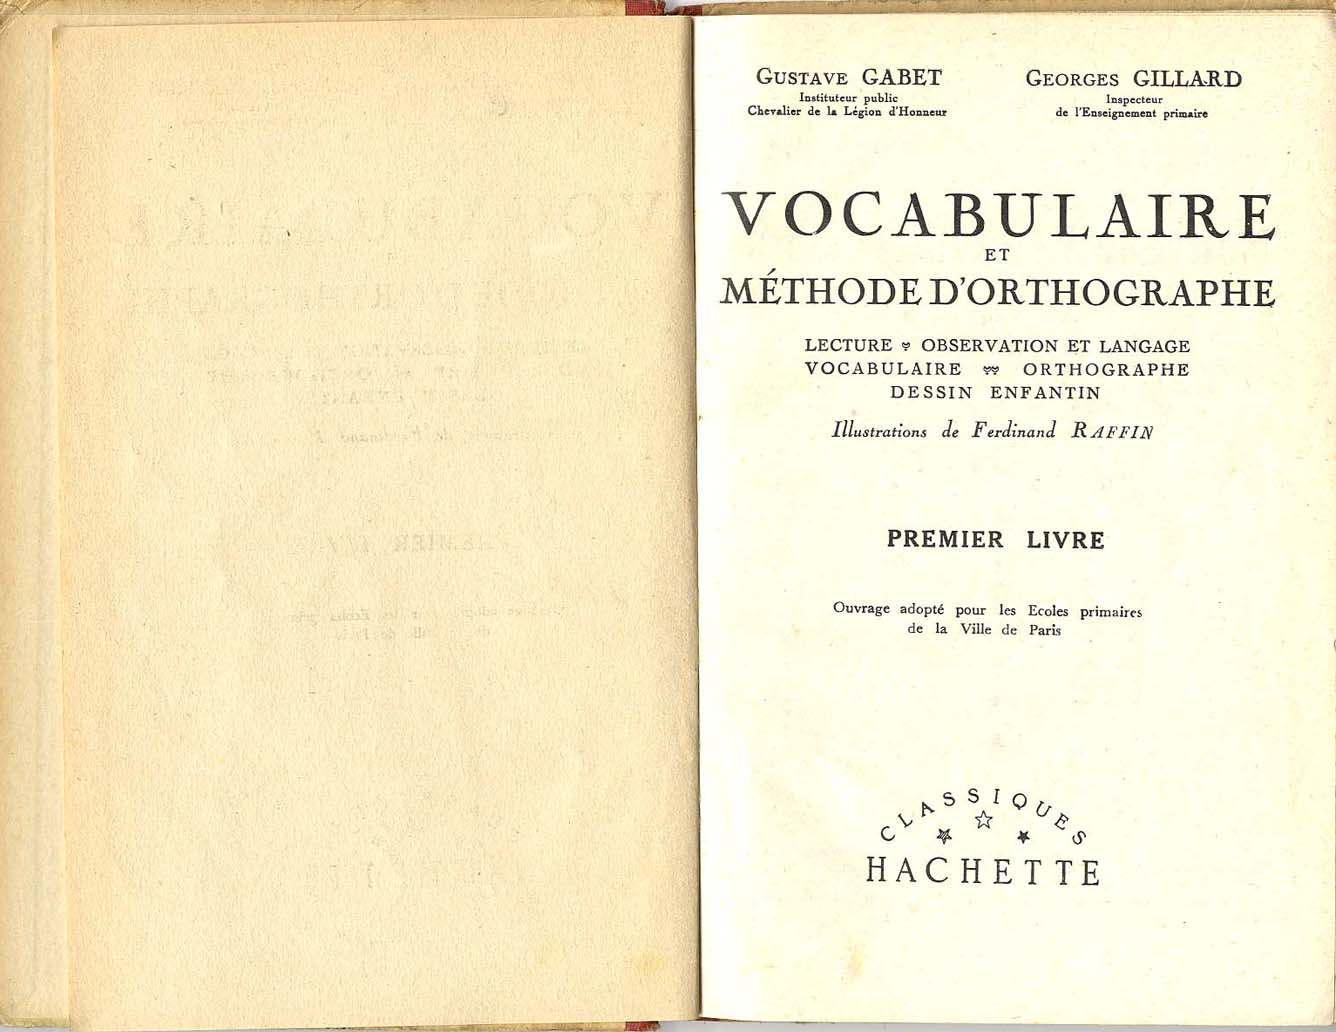 GUSTAVE GABET
Instituteur public
Chevalier de la Légion d'Honneur
GEORGES GILLARD
Inspecteur
de l'Enseignement primaire
VOCABULAIRE
ET
MÉTHODE D'ORTHOGRAPHE
LECTURE OBSERVATION ET LANGAGE
VOCABULAIRE ORTHOGRAPHE
DESSIN ENFANTIN
Illustrations de Ferdinand RAFFIN
PREMIER LIVRE
Ouvrage adopté pour les Ecoles primaires
de la Ville de Paris
CLASSIQUES
HACHETTE